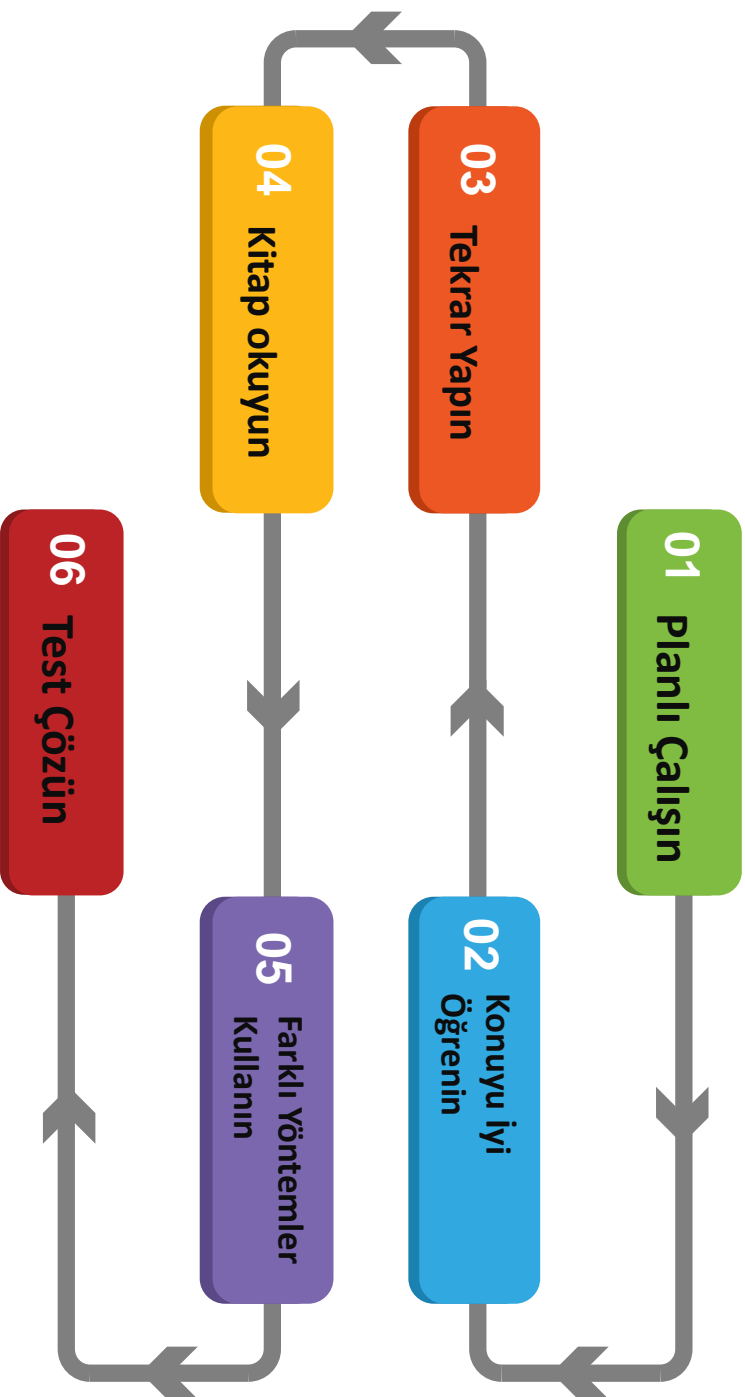 01 Planlı Çalışın
02 Konuyu İyi
Öğrenin
03 Tekrar Yapın
04 Kitap okuyun
05 Farklı Yöntemler
Kullanın
06 Test Çözün